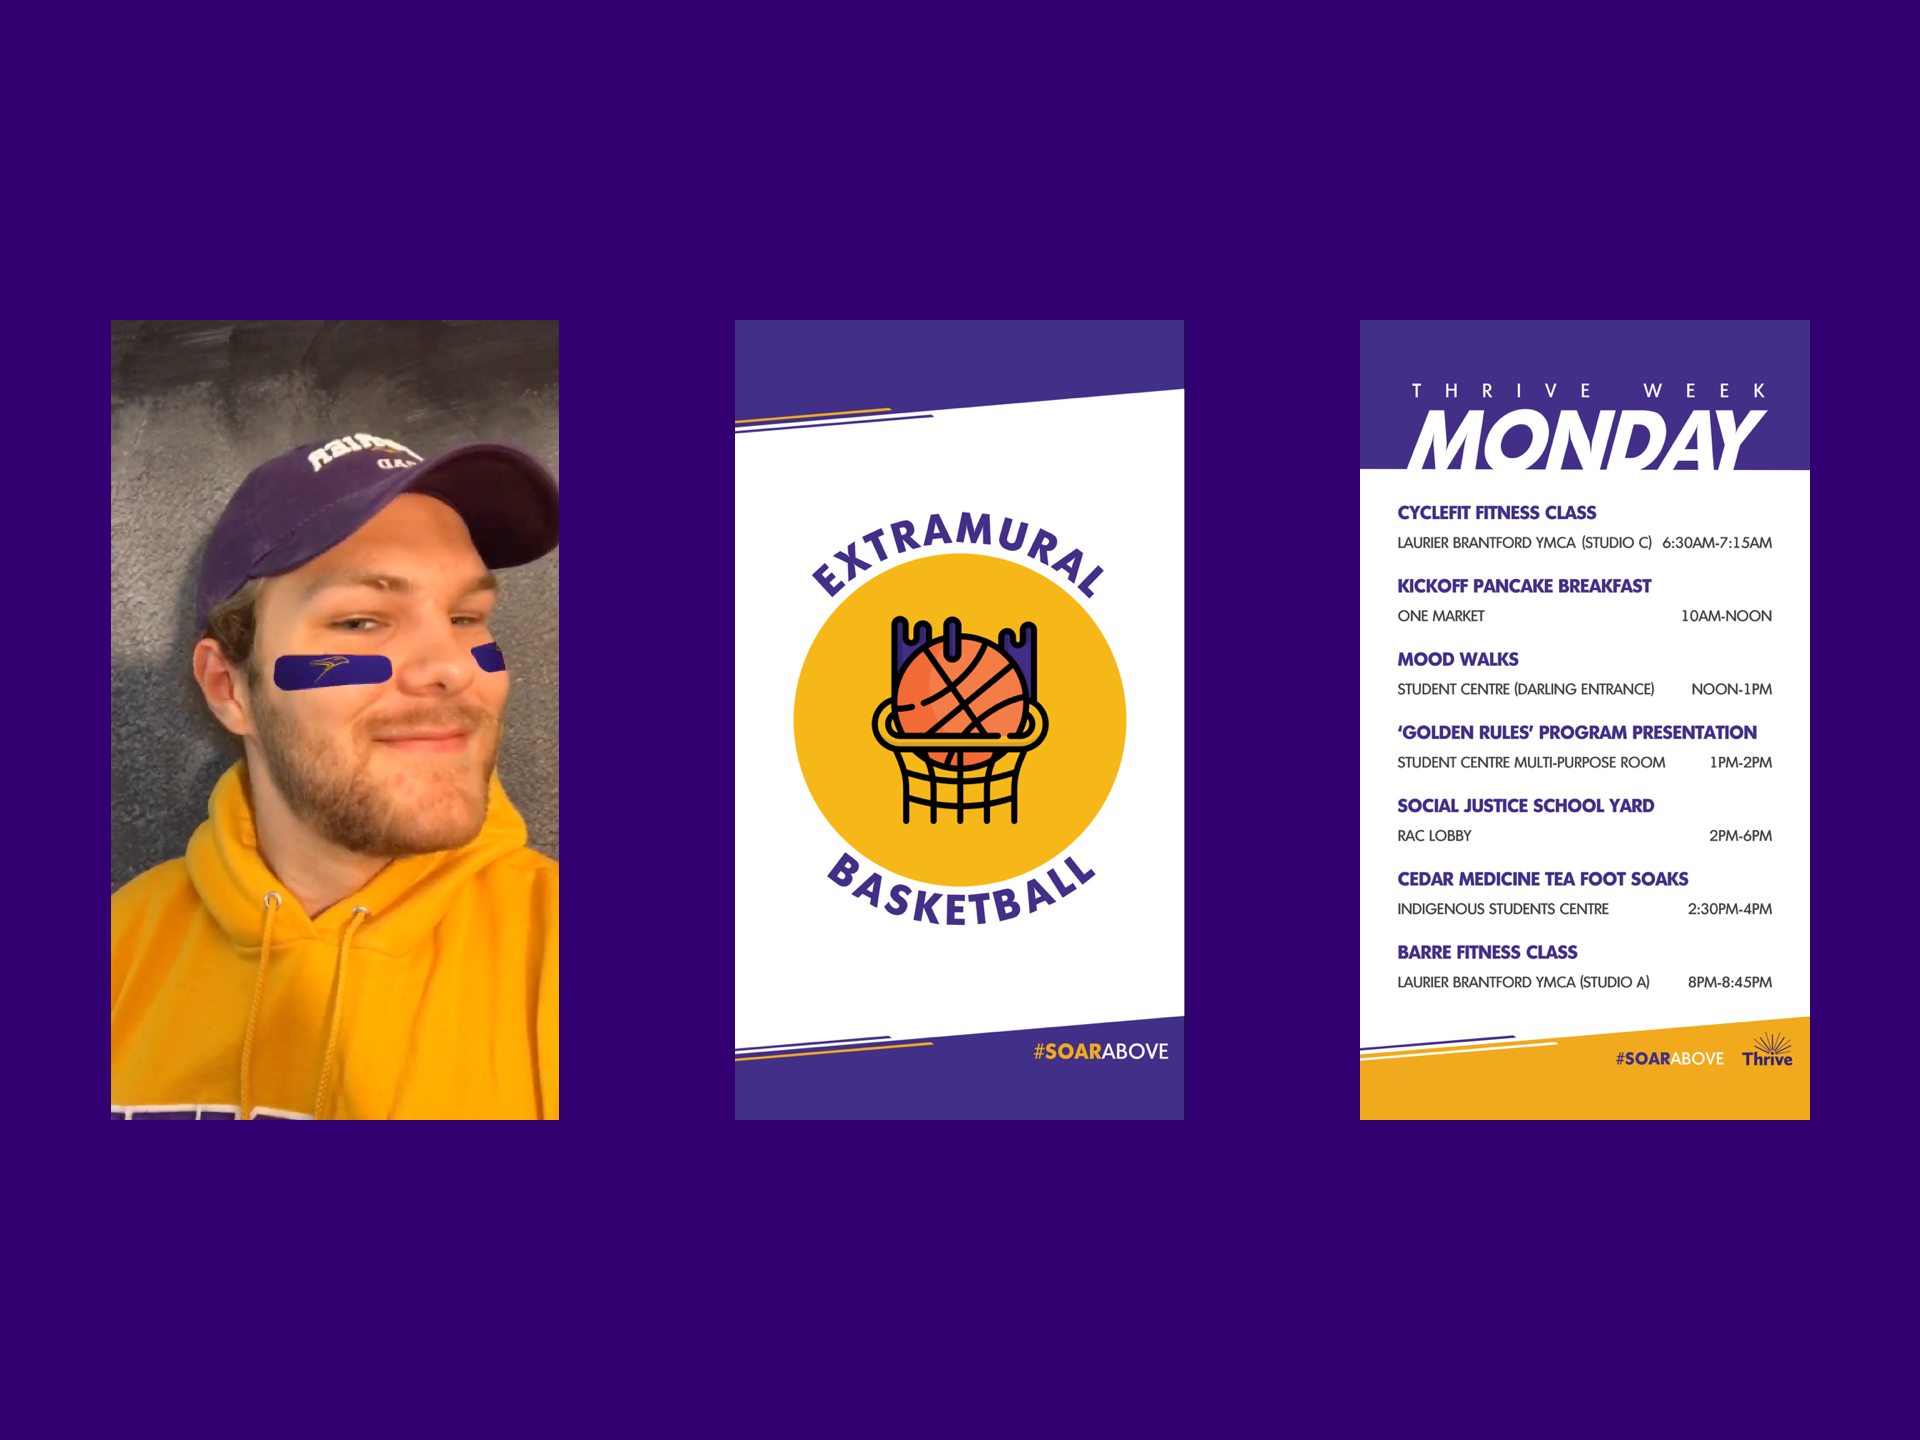 EXTRAMURAL
BASKETBALL
#SOARABOVE
THRIVE WEEK
MONDAY
CYCLEFIT FITNESS CLASS
LAURIER BRANTFORD YMCA (STUDIO C) 6:30AM-7:15AM
KICKOFF PANCAKE BREAKFAST
ONE MARKET 10AM-NOON
MOOD WALKS
STUDENT CENTRE (DARLING ENTRANCE) NOON-1PM
‘GOLDEN RULES’ PROGRAM PRESENTATION
STUDENT CENTRE MULTI-PURPOSE ROOM 1PM-2PM
SOCIAL JUSTICE SCHOOL YARD
RAC LOBBY 2PM-6PM
CEDAR MEDICINE TEA FOOT SOAKS
INDIGENOUS STUDENTS CENTRE 2:30PM-4PM
BARRE FITNESS CLASS
LAURIER BRANTFORD YMCA (STUDIO A) 8PM-8:45PM
#SOARABOVE Thrive